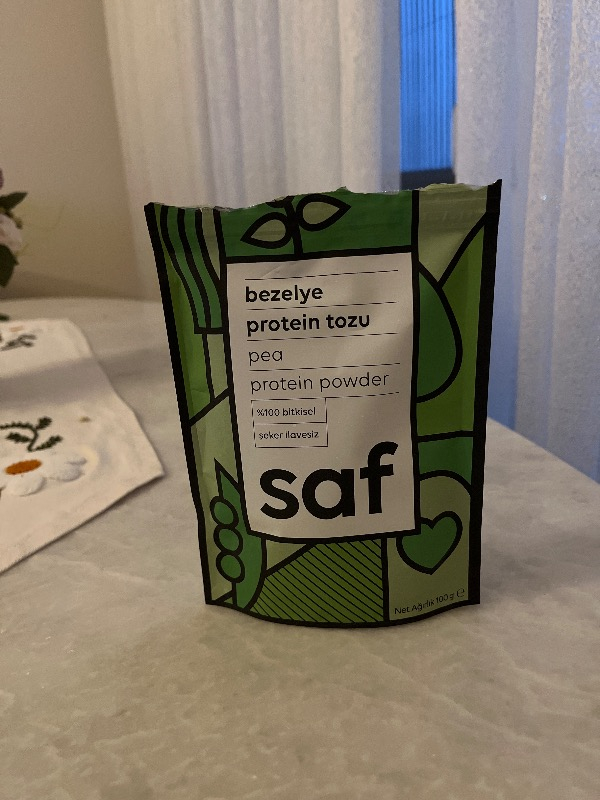 bezelye
protein tozu
pea
protein powder
%100 bitkisel
şeker ilavesiz
saf
Net Ağırlık 100 g ℮